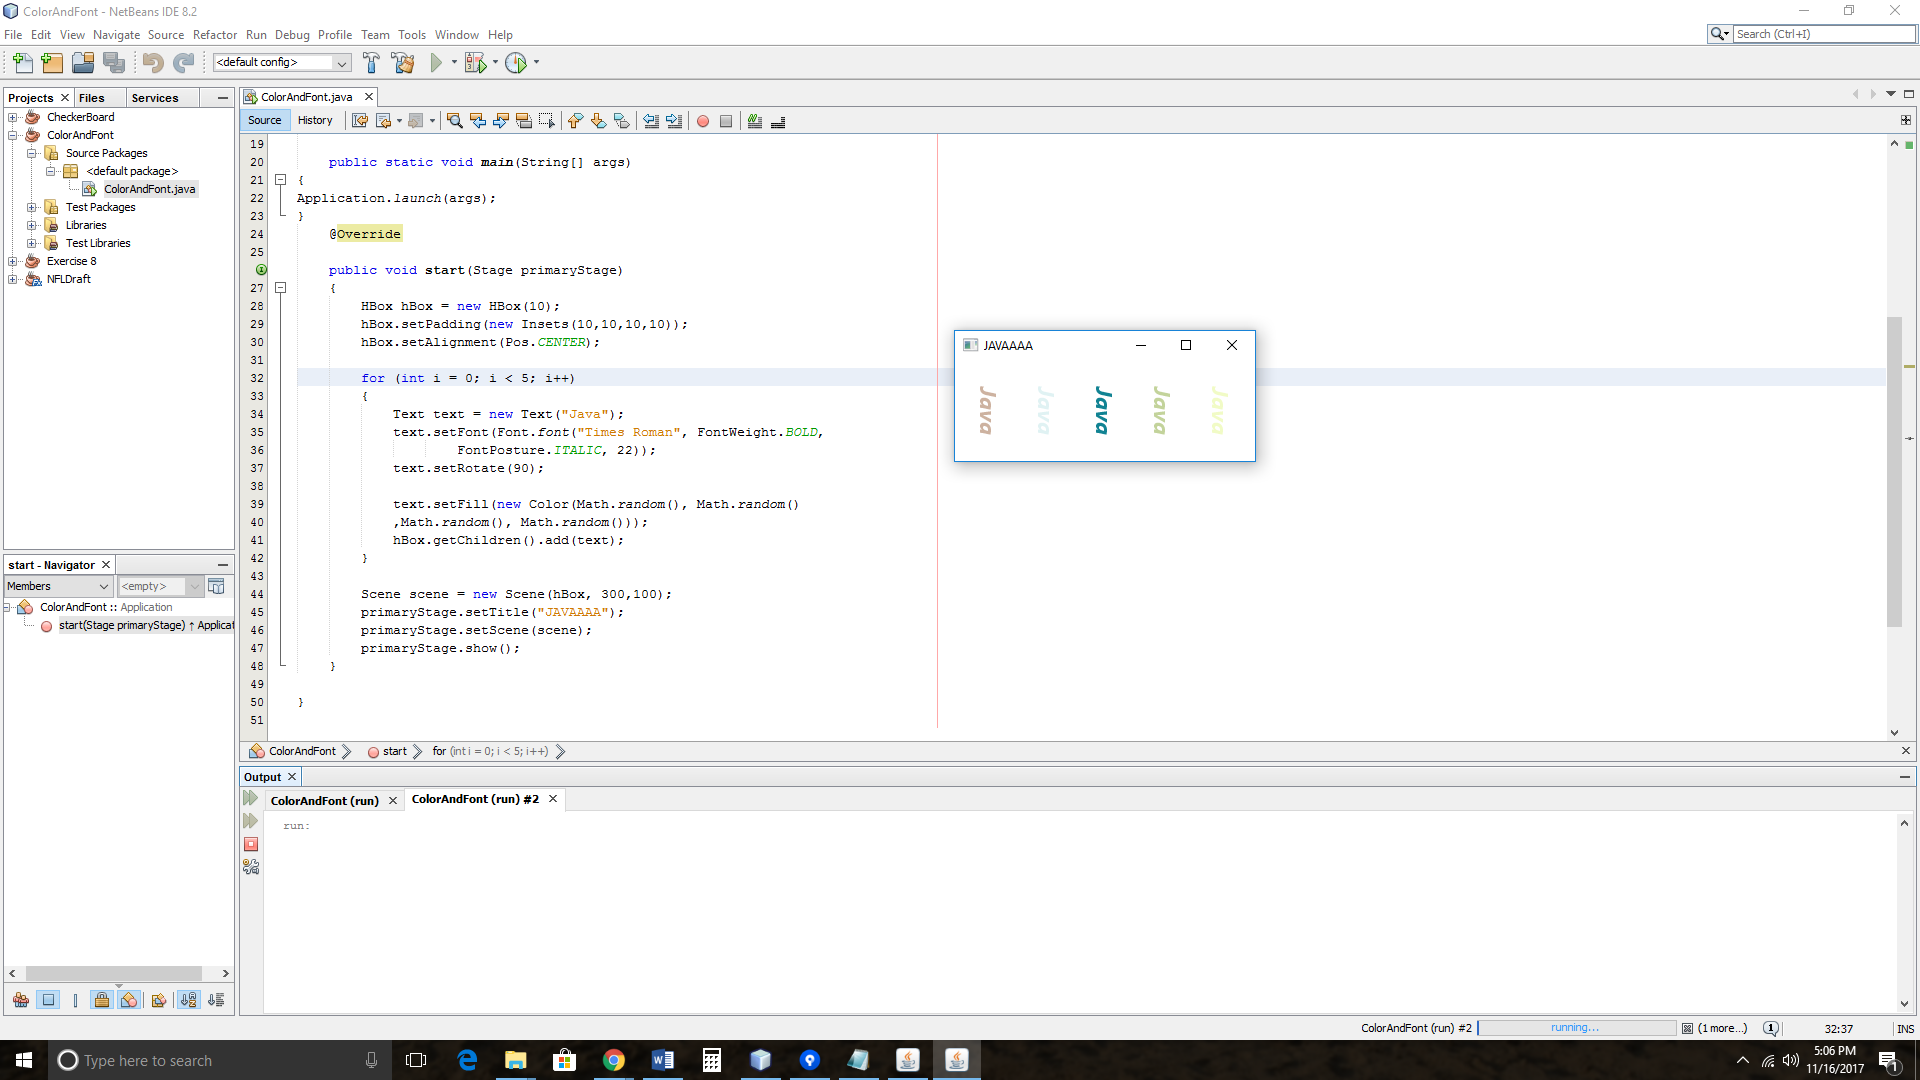 ColorAndFont - NetBeans IDE 8.2
File Edit View Navigate Source Refactor Run Debug Profile Team Tools Window Help
Search (Ctrl+I)
<default config>
Projects Files Services
CheckerBoard
ColorAndFont
Source Packages
<default package>
ColorAndFont.java
Test Packages
Libraries
Test Libraries
Exercise 8
NFLDraft
ColorAndFont.java
Source History
19
20 public static void main(String[] args)
21 {
22 Application.launch(args);
23 }
24 @Override
25
public void start(Stage primaryStage)
27 {
28 HBox hBox = new HBox(10);
29 hBox.setPadding(new Insets(10,10,10,10));
30 hBox.setAlignment(Pos.CENTER);
31
32 for (int i = 0; i < 5; i++)
33 {
34 Text text = new Text("Java");
35 text.setFont(Font.font("Times Roman", FontWeight.BOLD,
36 FontPosture.ITALIC, 22));
37 text.setRotate(90);
38
39 text.setFill(new Color(Math.random(), Math.random()
40 ,Math.random(), Math.random()));
41 hBox.getChildren().add(text);
42 }
43
44 Scene scene = new Scene(hBox, 300,100);
45 primaryStage.setTitle("JAVAAAA");
46 primaryStage.setScene(scene);
47 primaryStage.show();
48 }
49
50 }
51
JAVAAAA
Java Java Java Java Java
start - Navigator
Members <empty>
ColorAndFont :: Application
start(Stage primaryStage) ↑ Applicat
ColorAndFont start for (int i = 0; i < 5; i++)
Output
ColorAndFont (run) ColorAndFont (run) #2
run:
ColorAndFont (run) #2 running... (1 more...) 1 32:37 INS
Type here to search
5:06 PM
11/16/2017
1